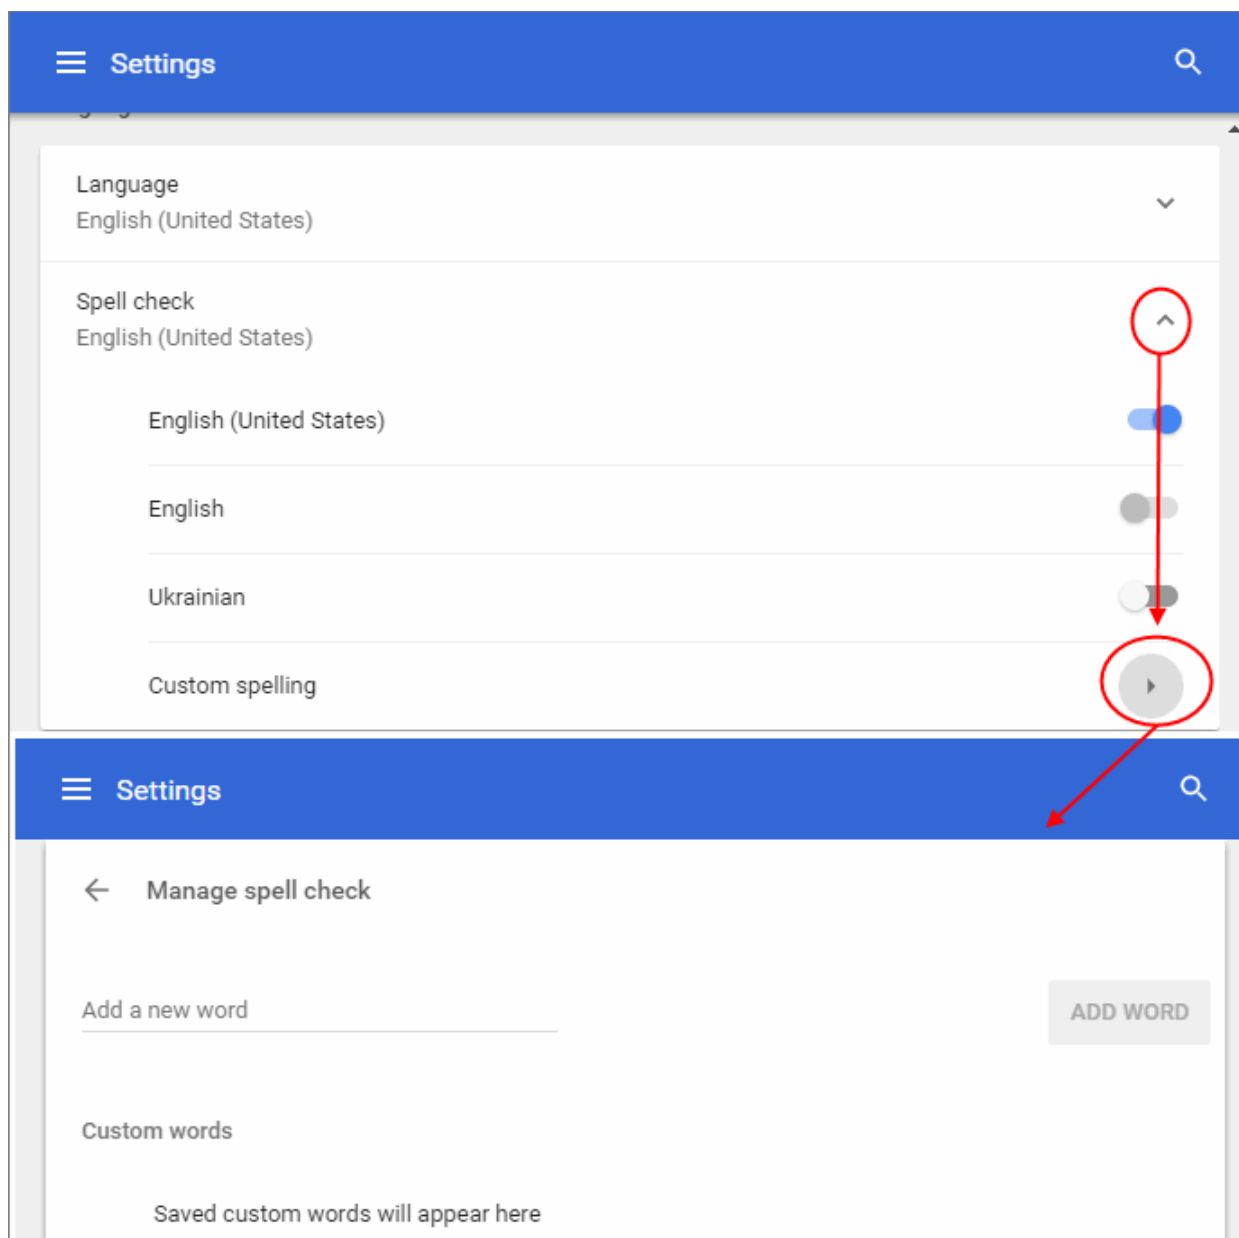 Settings
Language
English (United States)
Spell check
English (United States)
English (United States)
English
Ukrainian
Custom spelling
Settings
Manage spell check
Add a new word
ADD WORD
Custom words
Saved custom words will appear here